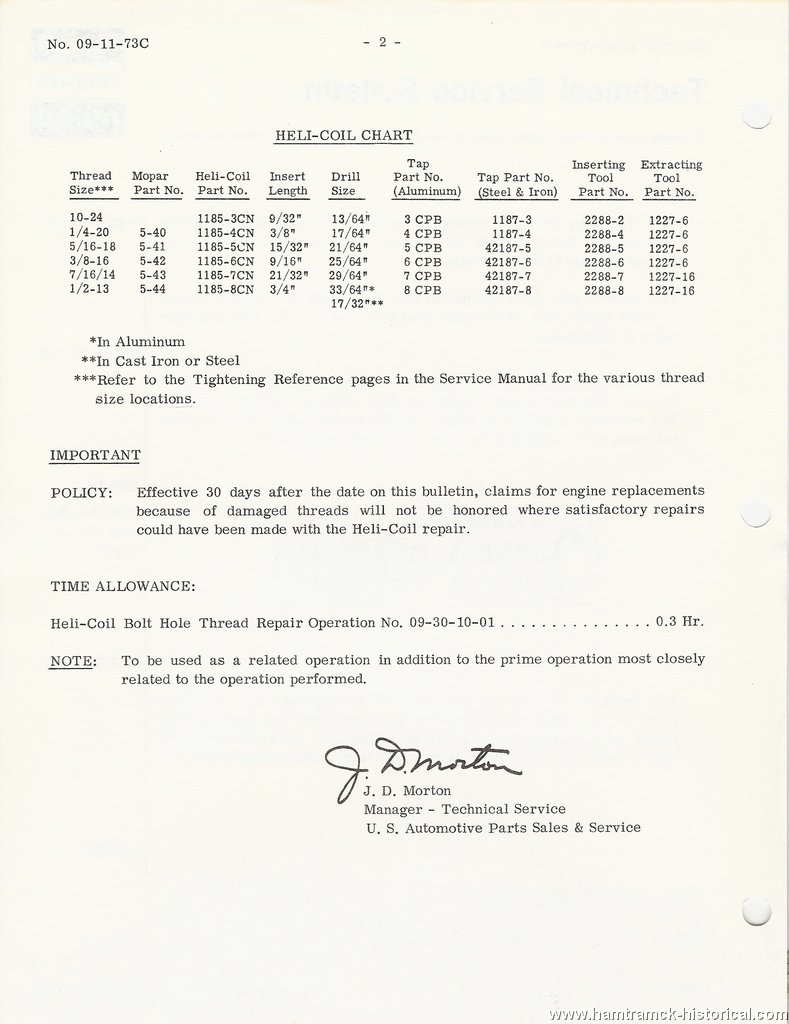 No. 09-11-73C
- 2 -
HELI-COIL CHART
Thread Size*** Mopar Part No. Heli-Coil Part No. Insert Length Drill Size Tap Part No. (Aluminum) Tap Part No. (Steel & Iron) Inserting Tool Part No. Extracting Tool Part No.
10-24 1185-3CN 9/32" 13/64" 3 CPB 1187-3 2288-2 1227-6
1/4-20 5-40 1185-4CN 3/8" 17/64" 4 CPB 1187-4 2288-4 1227-6
5/16-18 5-41 1185-5CN 15/32" 21/64" 5 CPB 42187-5 2288-5 1227-6
3/8-16 5-42 1185-6CN 9/16" 25/64" 6 CPB 42187-6 2288-6 1227-6
7/16/14 5-43 1185-7CN 21/32" 29/64" 7 CPB 42187-7 2288-7 1227-16
1/2-13 5-44 1185-8CN 3/4" 33/64"* 8 CPB 42187-8 2288-8 1227-16
17/32"**
*In Aluminum
**In Cast Iron or Steel
***Refer to the Tightening Reference pages in the Service Manual for the various thread
size locations.
IMPORTANT
POLICY: Effective 30 days after the date on this bulletin, claims for engine replacements
because of damaged threads will not be honored where satisfactory repairs
could have been made with the Heli-Coil repair.
TIME ALLOWANCE:
Heli-Coil Bolt Hole Thread Repair Operation No. 09-30-10-01 . . . . . . . . . . . . . . . 0.3 Hr.
NOTE: To be used as a related operation in addition to the prime operation most closely
related to the operation performed.
J. D. Morton
J. D. Morton
Manager - Technical Service
U. S. Automotive Parts Sales & Service
www.hamtramck-historical.com